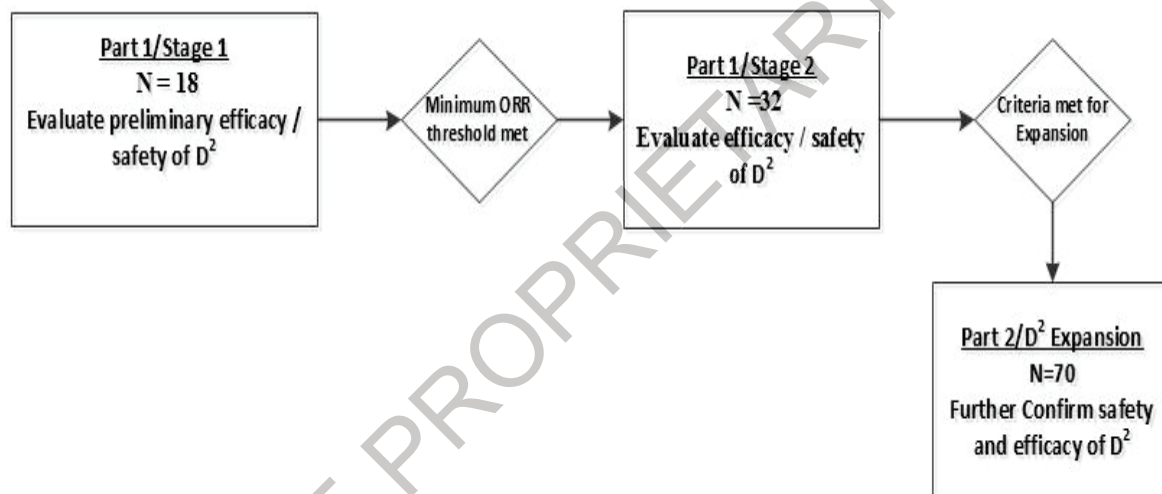 Part 1/Stage 1
N = 18
Evaluate preliminary efficacy /
safety of D²
Minimum ORR
threshold met
Part 1/Stage 2
N =32
Evaluate efficacy / safety
of D²
Criteria met for
Expansion
Part 2/D² Expansion
N=70
Further Confirm safety
and efficacy of D²
PROPRIETAR